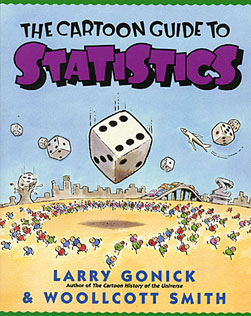 THE CARTOON GUIDE TO
STATISTICS
LARRY GONICK
Author of The Cartoon History of the Universe
& WOOLLCOTT SMITH